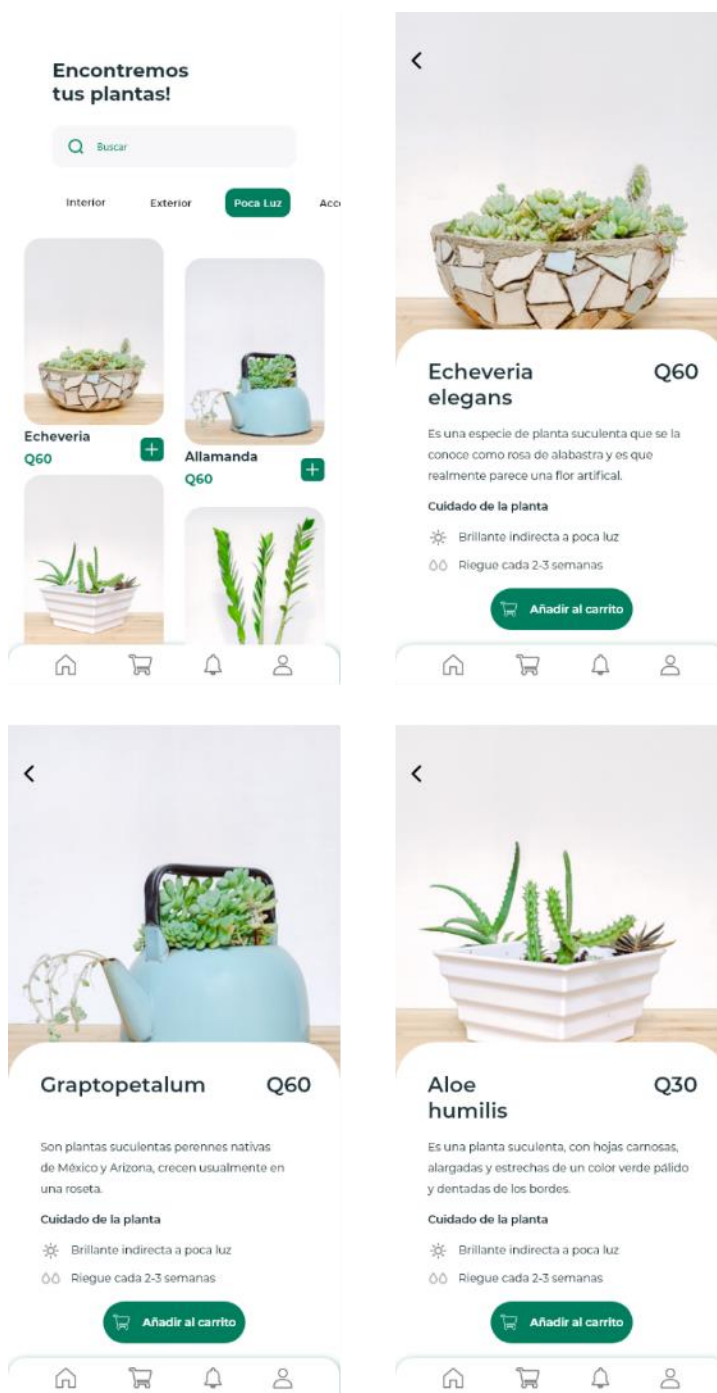 Encontremos
tus plantas!
Buscar
Interior Exterior Poca Luz Acce
Echeveria
Q60
Allamanda
Q60
Echeveria Q60
elegans
Es una especie de planta suculenta que se la
conoce como rosa de alabastra y es que
realmente parece una flor artifical.
Cuidado de la planta
Brillante indirecta a poca luz
Riegue cada 2-3 semanas
Añadir al carrito
Graptopetalum Q60
Son plantas suculentas perennes nativas
de México y Arizona, crecen usualmente en
una roseta.
Cuidado de la planta
Brillante indirecta a poca luz
Riegue cada 2-3 semanas
Añadir al carrito
Aloe Q30
humilis
Es una planta suculenta, con hojas carnosas,
alargadas y estrechas de un color verde pálido
y dentadas de los bordes.
Cuidado de la planta
Brillante indirecta a poca luz
Riegue cada 2-3 semanas
Añadir al carrito